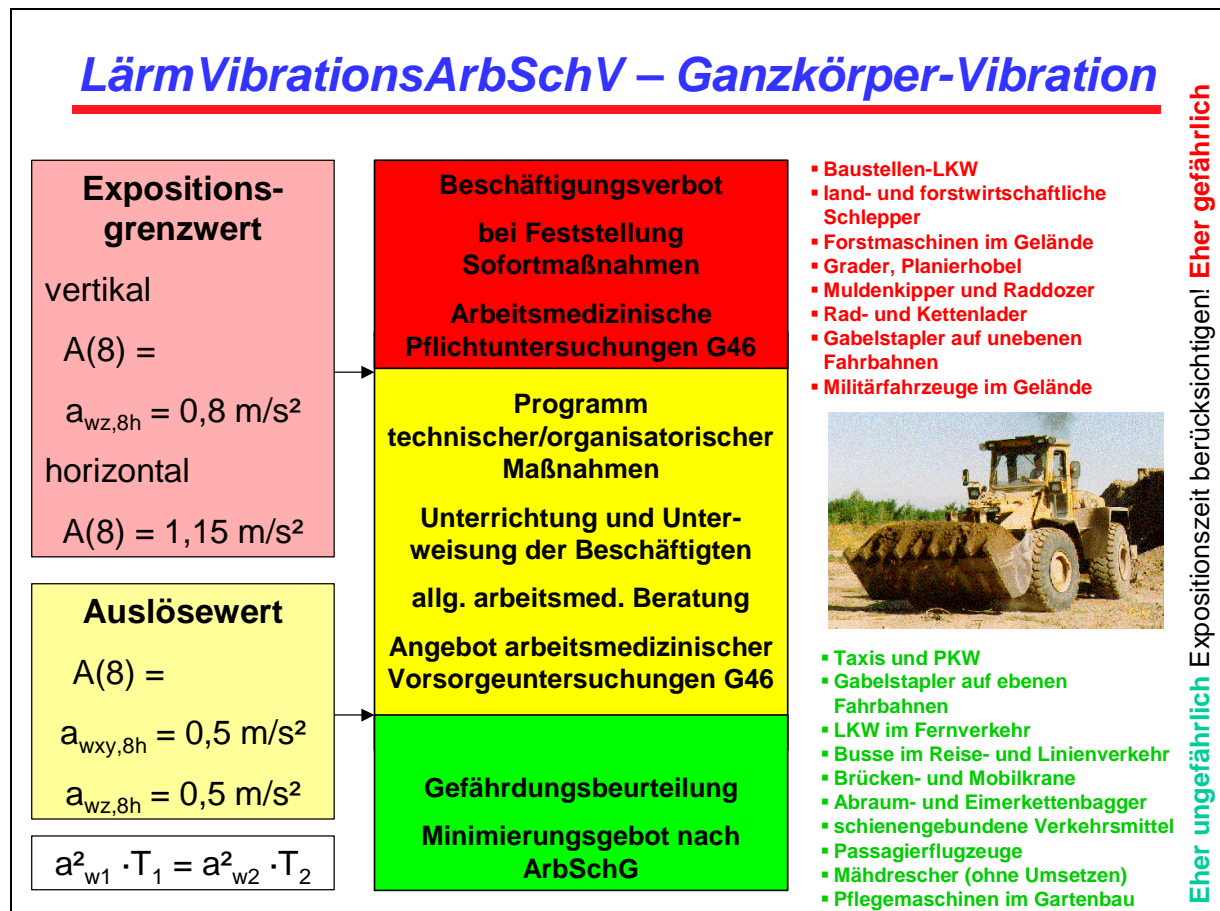 LärmVibrationsArbSchV – Ganzkörper-Vibration
Expositions-
grenzwert
vertikal
A(8) =
a_wz,8h = 0,8 m/s²
horizontal
A(8) = 1,15 m/s²
Auslösewert
A(8) =
a_wxy,8h = 0,5 m/s²
a_wz,8h = 0,5 m/s²
a²_w1 ·T_1 = a²_w2 ·T_2
Beschäftigungsverbot
bei Feststellung
Sofortmaßnahmen
Arbeitsmedizinische
Pflichtuntersuchungen G46
Programm
technischer/organisatorischer
Maßnahmen
Unterrichtung und Unter-
weisung der Beschäftigten
allg. arbeitsmed. Beratung
Angebot arbeitsmedizinischer
Vorsorgeuntersuchungen G46
Gefährdungsbeurteilung
Minimierungsgebot nach
ArbSchG
▪ Baustellen-LKW
▪ land- und forstwirtschaftliche
Schlepper
▪ Forstmaschinen im Gelände
▪ Grader, Planierhobel
▪ Muldenkipper und Raddozer
▪ Rad- und Kettenlader
▪ Gabelstapler auf unebenen
Fahrbahnen
▪ Militärfahrzeuge im Gelände
▪ Taxis und PKW
▪ Gabelstapler auf ebenen
Fahrbahnen
▪ LKW im Fernverkehr
▪ Busse im Reise- und Linienverkehr
▪ Brücken- und Mobilkrane
▪ Abraum- und Eimerkettenbagger
▪ schienengebundene Verkehrsmittel
▪ Passagierflugzeuge
▪ Mähdrescher (ohne Umsetzen)
▪ Pflegemaschinen im Gartenbau
Eher ungefährlich Expositionszeit berücksichtigen! Eher gefährlich